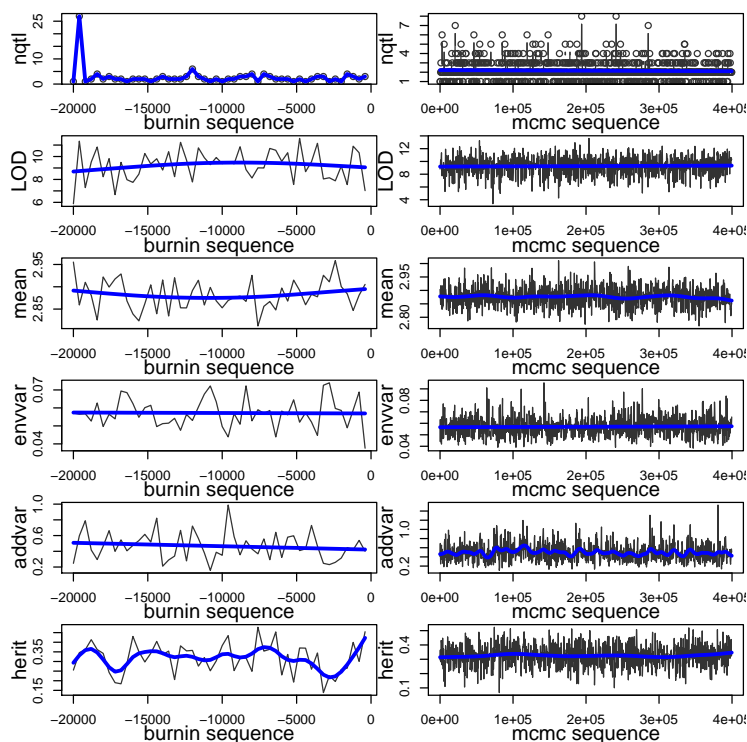 nqtl
0 10 25
−20000 −15000 −10000 −5000 0
burnin sequence
nqtl
1 4 7
0e+00 1e+05 2e+05 3e+05 4e+05
mcmc sequence
LOD
6 8 10
−20000 −15000 −10000 −5000 0
burnin sequence
LOD
4 8 12
0e+00 1e+05 2e+05 3e+05 4e+05
mcmc sequence
mean
2.85 2.95
−20000 −15000 −10000 −5000 0
burnin sequence
mean
2.80 2.95
0e+00 1e+05 2e+05 3e+05 4e+05
mcmc sequence
envvar
0.04 0.07
−20000 −15000 −10000 −5000 0
burnin sequence
envvar
0.04 0.08
0e+00 1e+05 2e+05 3e+05 4e+05
mcmc sequence
addvar
0.2 0.6 1.0
−20000 −15000 −10000 −5000 0
burnin sequence
addvar
0.2 1.0
0e+00 1e+05 2e+05 3e+05 4e+05
mcmc sequence
herit
0.15 0.35
−20000 −15000 −10000 −5000 0
burnin sequence
herit
0.1 0.4
0e+00 1e+05 2e+05 3e+05 4e+05
mcmc sequence